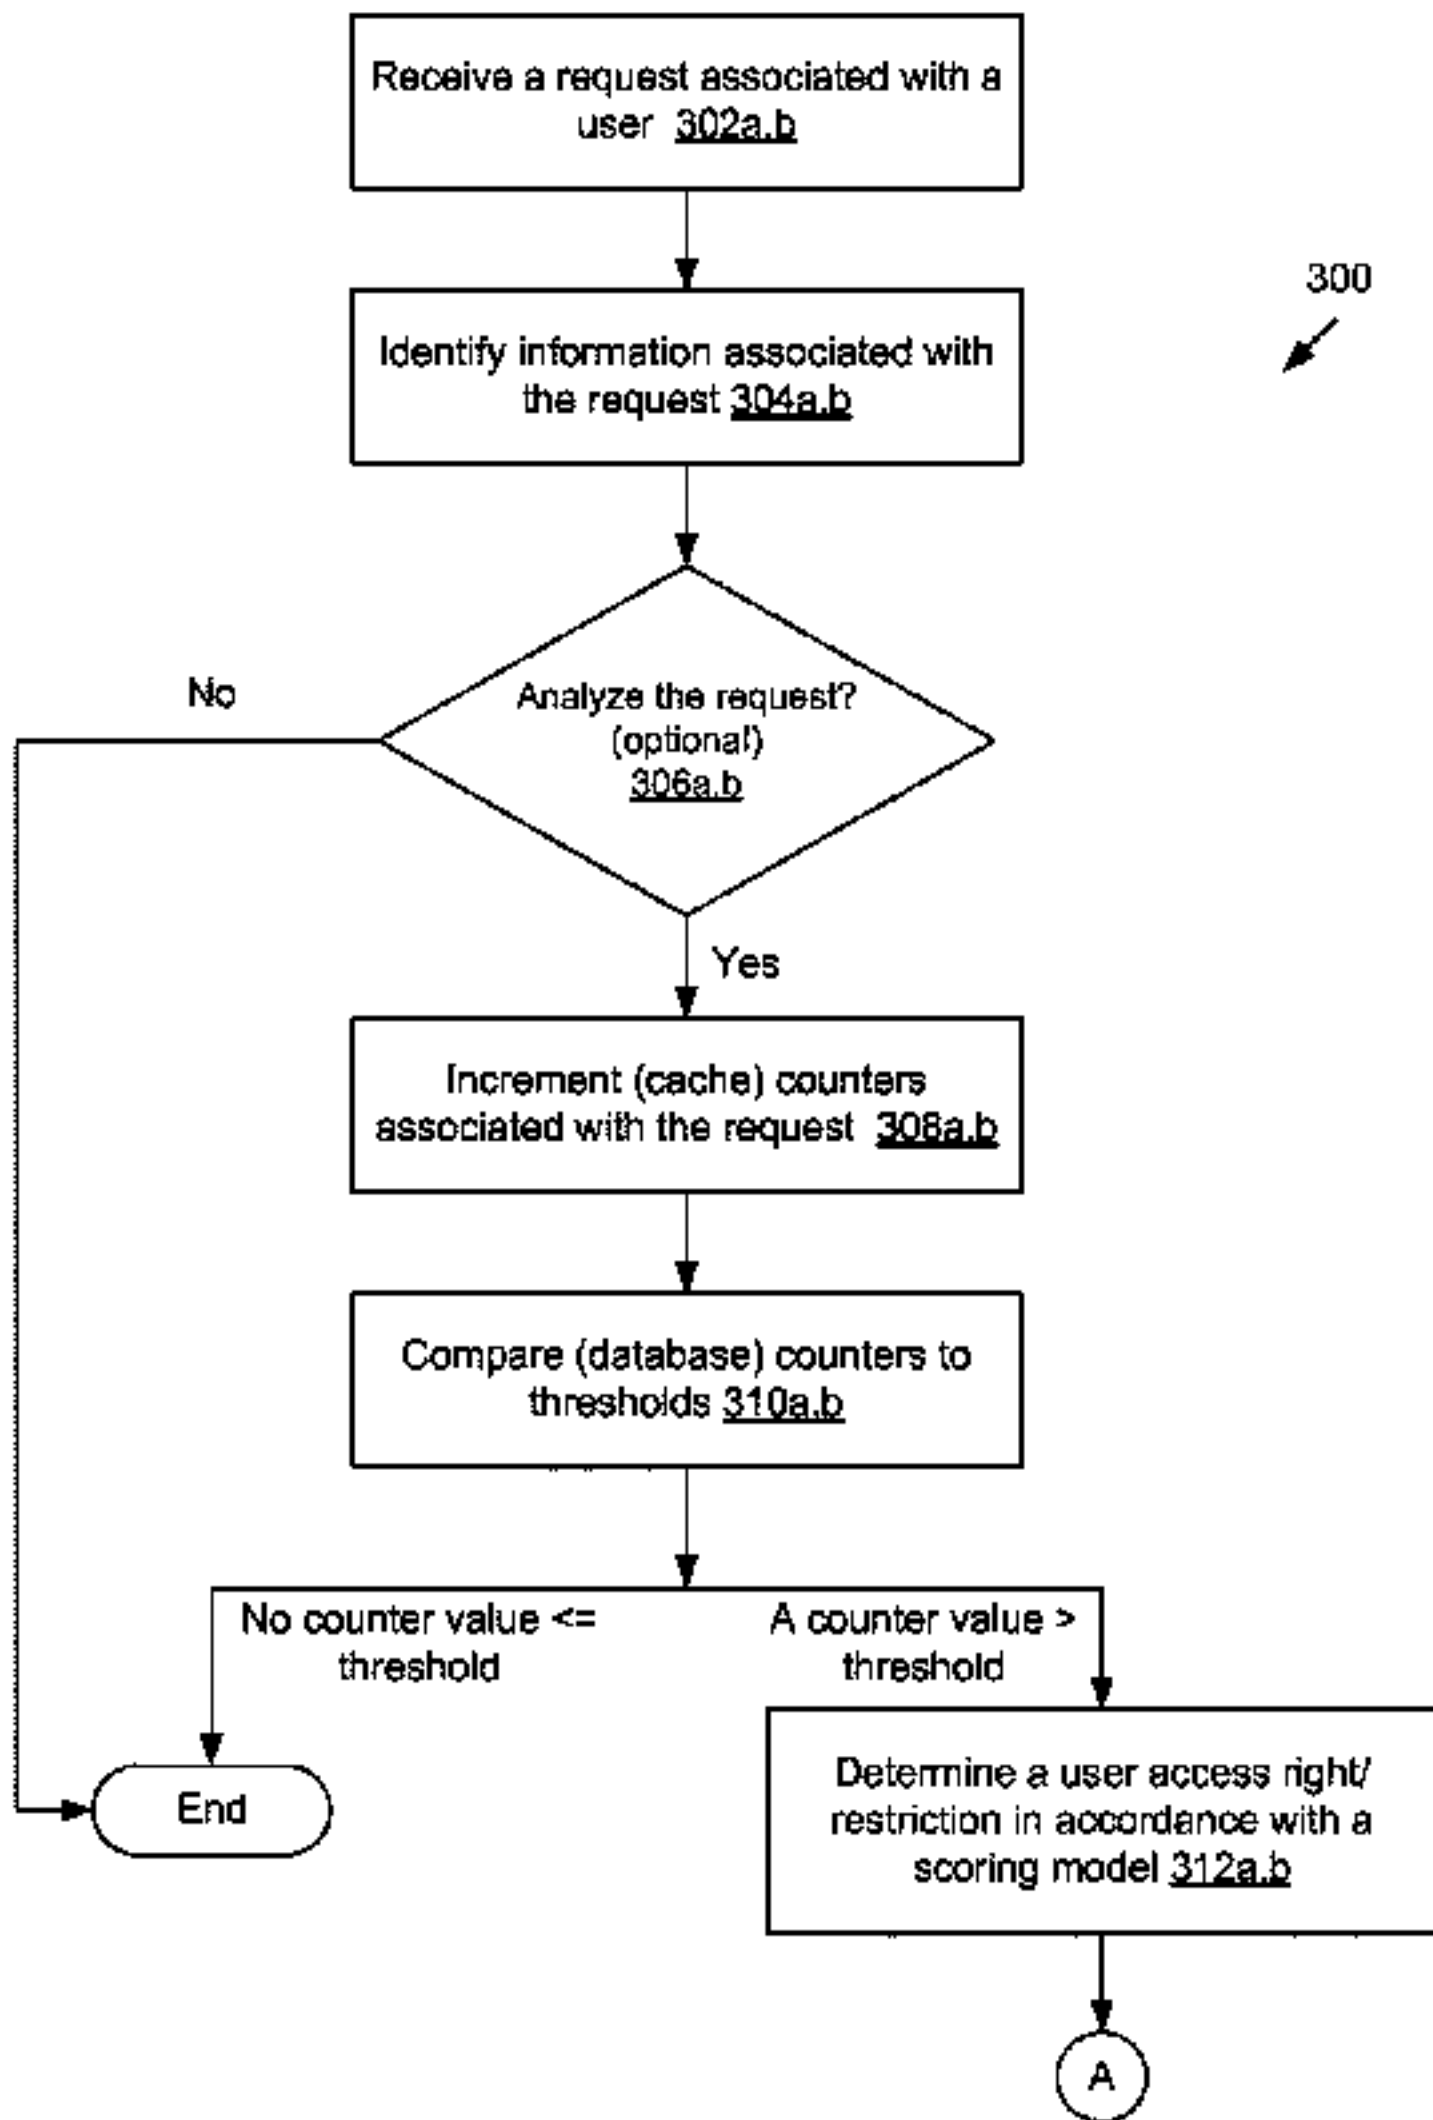 Receive a request associated with a
user 302a.b
300
Identify information associated with
the request 304a.b
No
Analyze the request?
(optional)
306a.b
Yes
Increment (cache) counters
associated with the request 308a.b
Compare (database) counters to
thresholds 310a.b
No counter value <=
threshold
A counter value >
threshold
End
Determine a user access right/
restriction in accordance with a
scoring model 312a.b
A